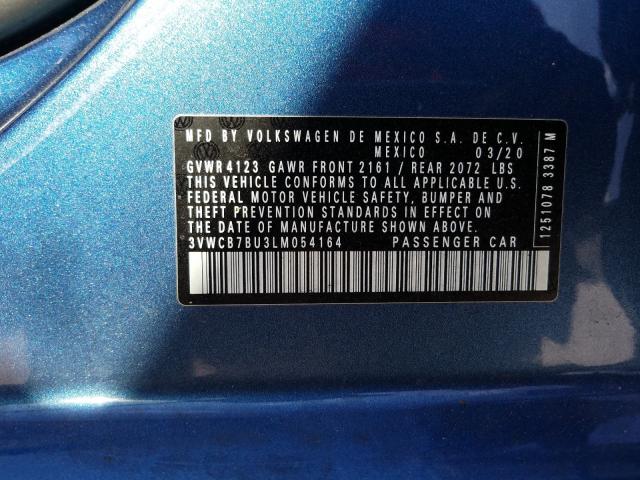 MFD BY VOLKSWAGEN DE MEXICO S.A. DE C.V.
MEXICO 03/20
GVWR 4123 GAWR FRONT 2161 / REAR 2072 LBS
THIS VEHICLE CONFORMS TO ALL APPLICABLE U.S.
FEDERAL MOTOR VEHICLE SAFETY, BUMPER AND
THEFT PREVENTION STANDARDS IN EFFECT ON
THE DATE OF MANUFACTURE SHOWN ABOVE.
3VWCB7BU3LM054164 PASSENGER CAR
1251078 3387 M